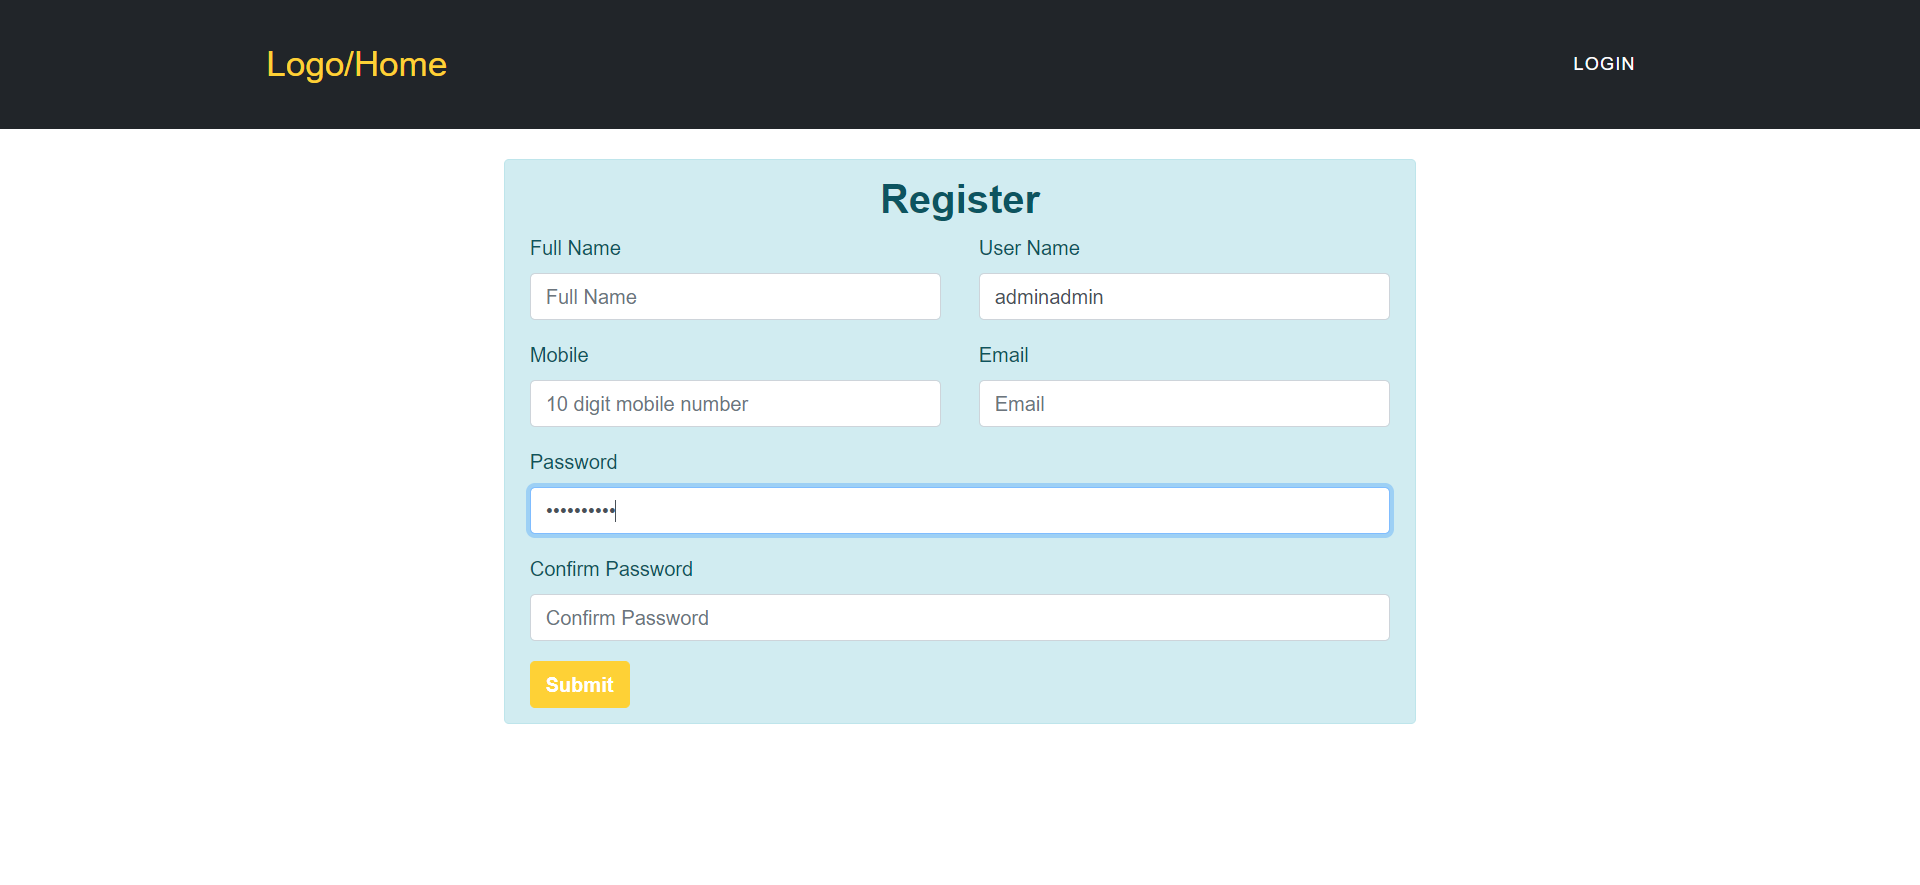 Logo/Home LOGIN
Register
Full Name User Name
Full Name adminadmin
Mobile Email
10 digit mobile number Email
Password
••••••••••
Confirm Password
Confirm Password
Submit